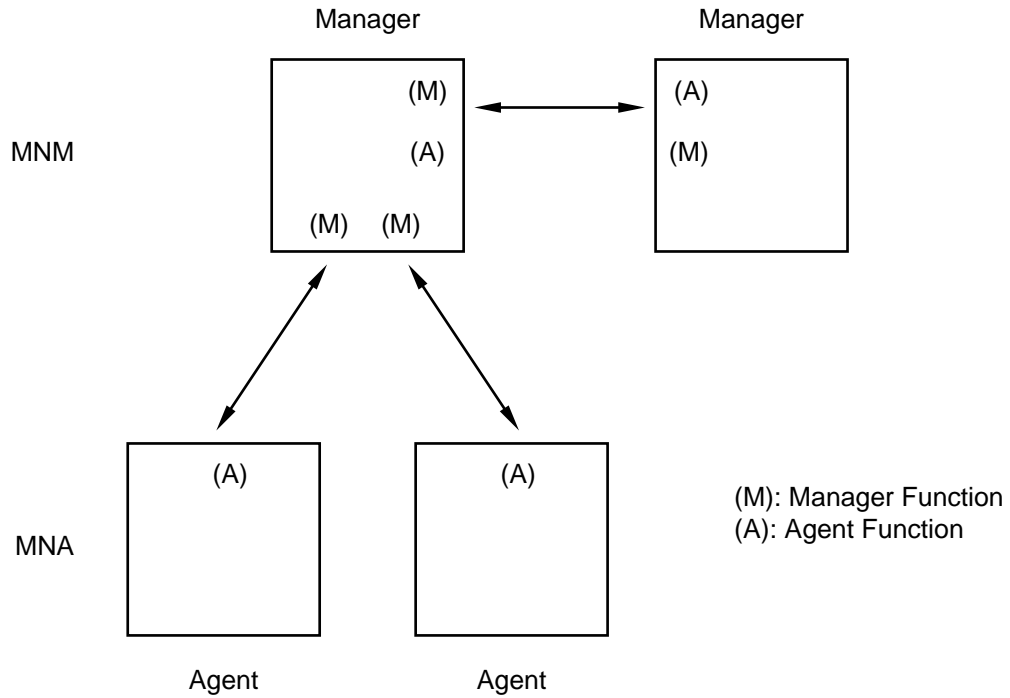 Manager
Manager
(M)
(A)
MNM
(A)
(M)
(M)
(M)
(A)
(A)
(M): Manager Function
(A): Agent Function
MNA
Agent
Agent